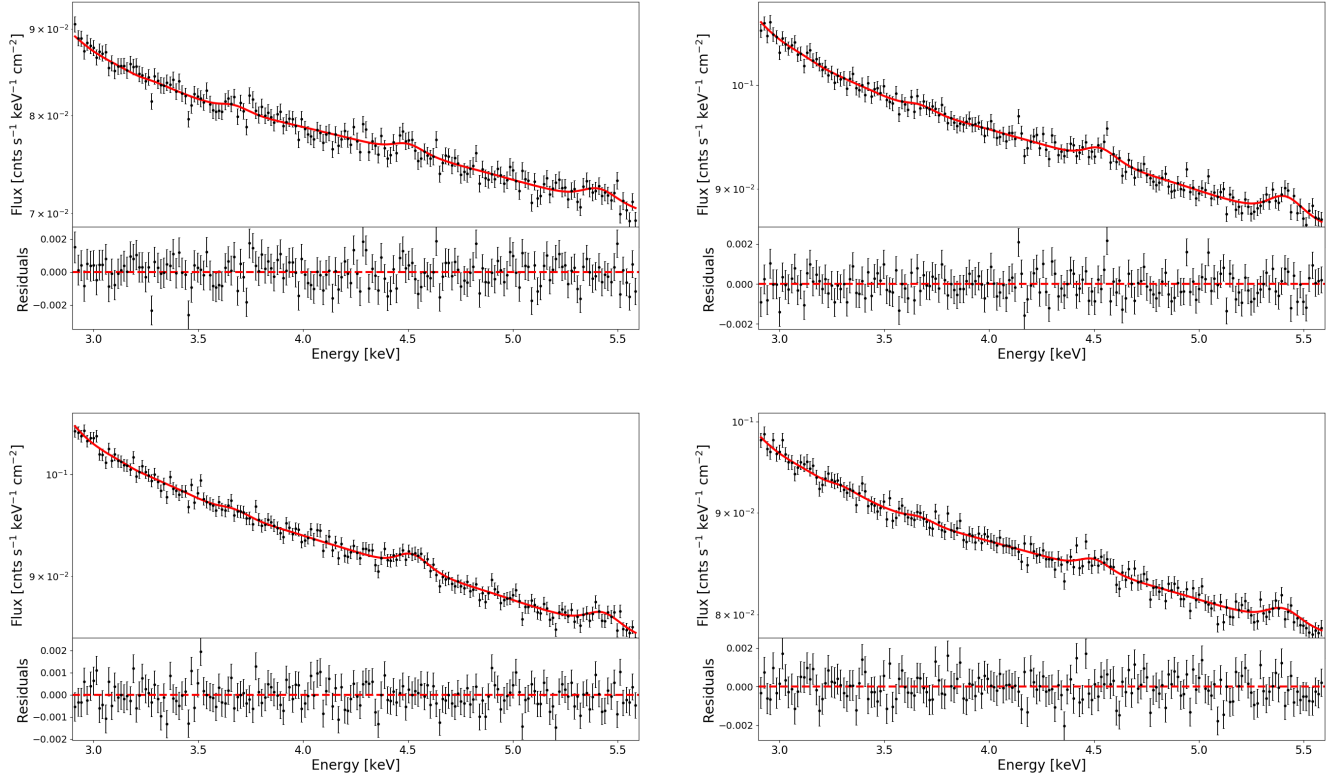 9 × 10⁻²
8 × 10⁻²
7 × 10⁻²
Flux [cnts s⁻¹ keV⁻¹ cm⁻²]
0.002
0.000
−0.002
Residuals
3.0 3.5 4.0 4.5 5.0 5.5
Energy [keV]
10⁻¹
9 × 10⁻²
Flux [cnts s⁻¹ keV⁻¹ cm⁻²]
0.002
0.000
−0.002
Residuals
3.0 3.5 4.0 4.5 5.0 5.5
Energy [keV]
10⁻¹
9 × 10⁻²
Flux [cnts s⁻¹ keV⁻¹ cm⁻²]
0.002
0.001
0.000
−0.001
−0.002
Residuals
3.0 3.5 4.0 4.5 5.0 5.5
Energy [keV]
10⁻¹
9 × 10⁻²
8 × 10⁻²
Flux [cnts s⁻¹ keV⁻¹ cm⁻²]
0.002
0.000
−0.002
Residuals
3.0 3.5 4.0 4.5 5.0 5.5
Energy [keV]